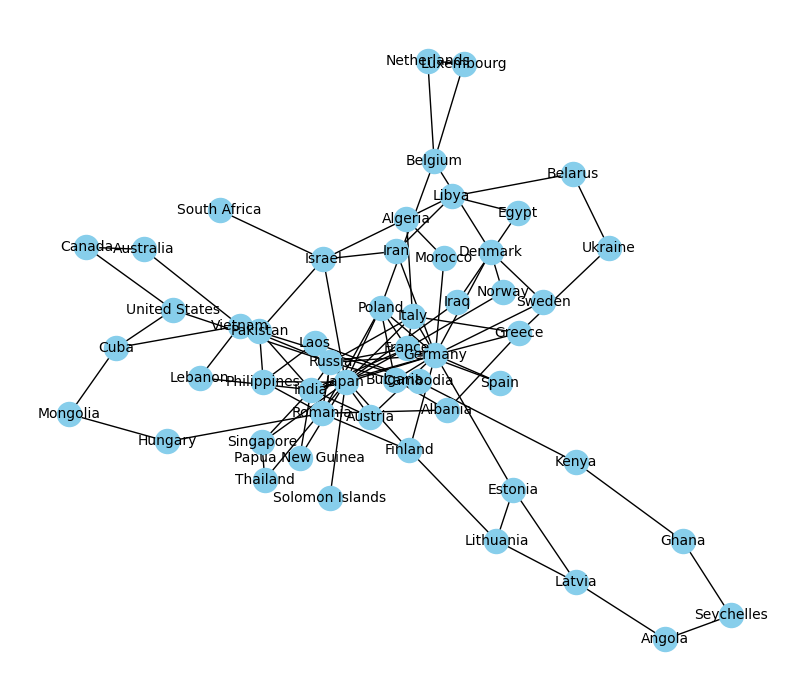 Netherlands
Luxembourg
Belgium
Belarus
Libya
South Africa
Algeria
Egypt
Canada
Australia
Ukraine
Israel
Iran
Morocco
Denmark
Norway
United States
Poland
Iraq
Sweden
Italy
Vietnam
Pakistan
Greece
Cuba
Laos
France
Germany
Russia
Lebanon
Philippines
Japan
Bulgaria
Cambodia
Spain
India
Mongolia
Romania
Austria
Albania
Hungary
Singapore
Papua New Guinea
Finland
Kenya
Thailand
Estonia
Solomon Islands
Lithuania
Ghana
Latvia
Seychelles
Angola